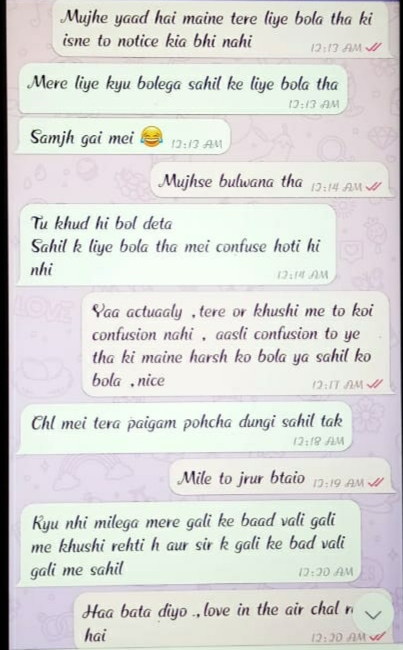 Mujhe yaad hai maine tere liye bola tha ki
isne to notice kia bhi nahi
12:13 AM
Mere liye kyu bolega sahil ke liye bola tha
12:13 AM
Samjh gai mei 😂 12:13 AM
Mujhse bulwana tha 12:14 AM
Tu khud hi bol deta
Sahil k liye bola tha mei confuse hoti hi
nhi
12:14 AM
Yaa actuaaly , tere or khushi me to koi
confusion nahi , aasli confusion to ye
tha ki maine harsh ko bola ya sahil ko
bola , nice
12:17 AM
Chl mei tera paigam pohcha dungi sahil tak
12:18 AM
Mile to jrur btaio 12:19 AM
Kyu nhi milega mere gali ke baad vali gali
me khushi rehti h aur sir k gali ke bad vali
gali me sahil
12:20 AM
Haa bata diyo ., love in the air chal
hai
12:20 AM